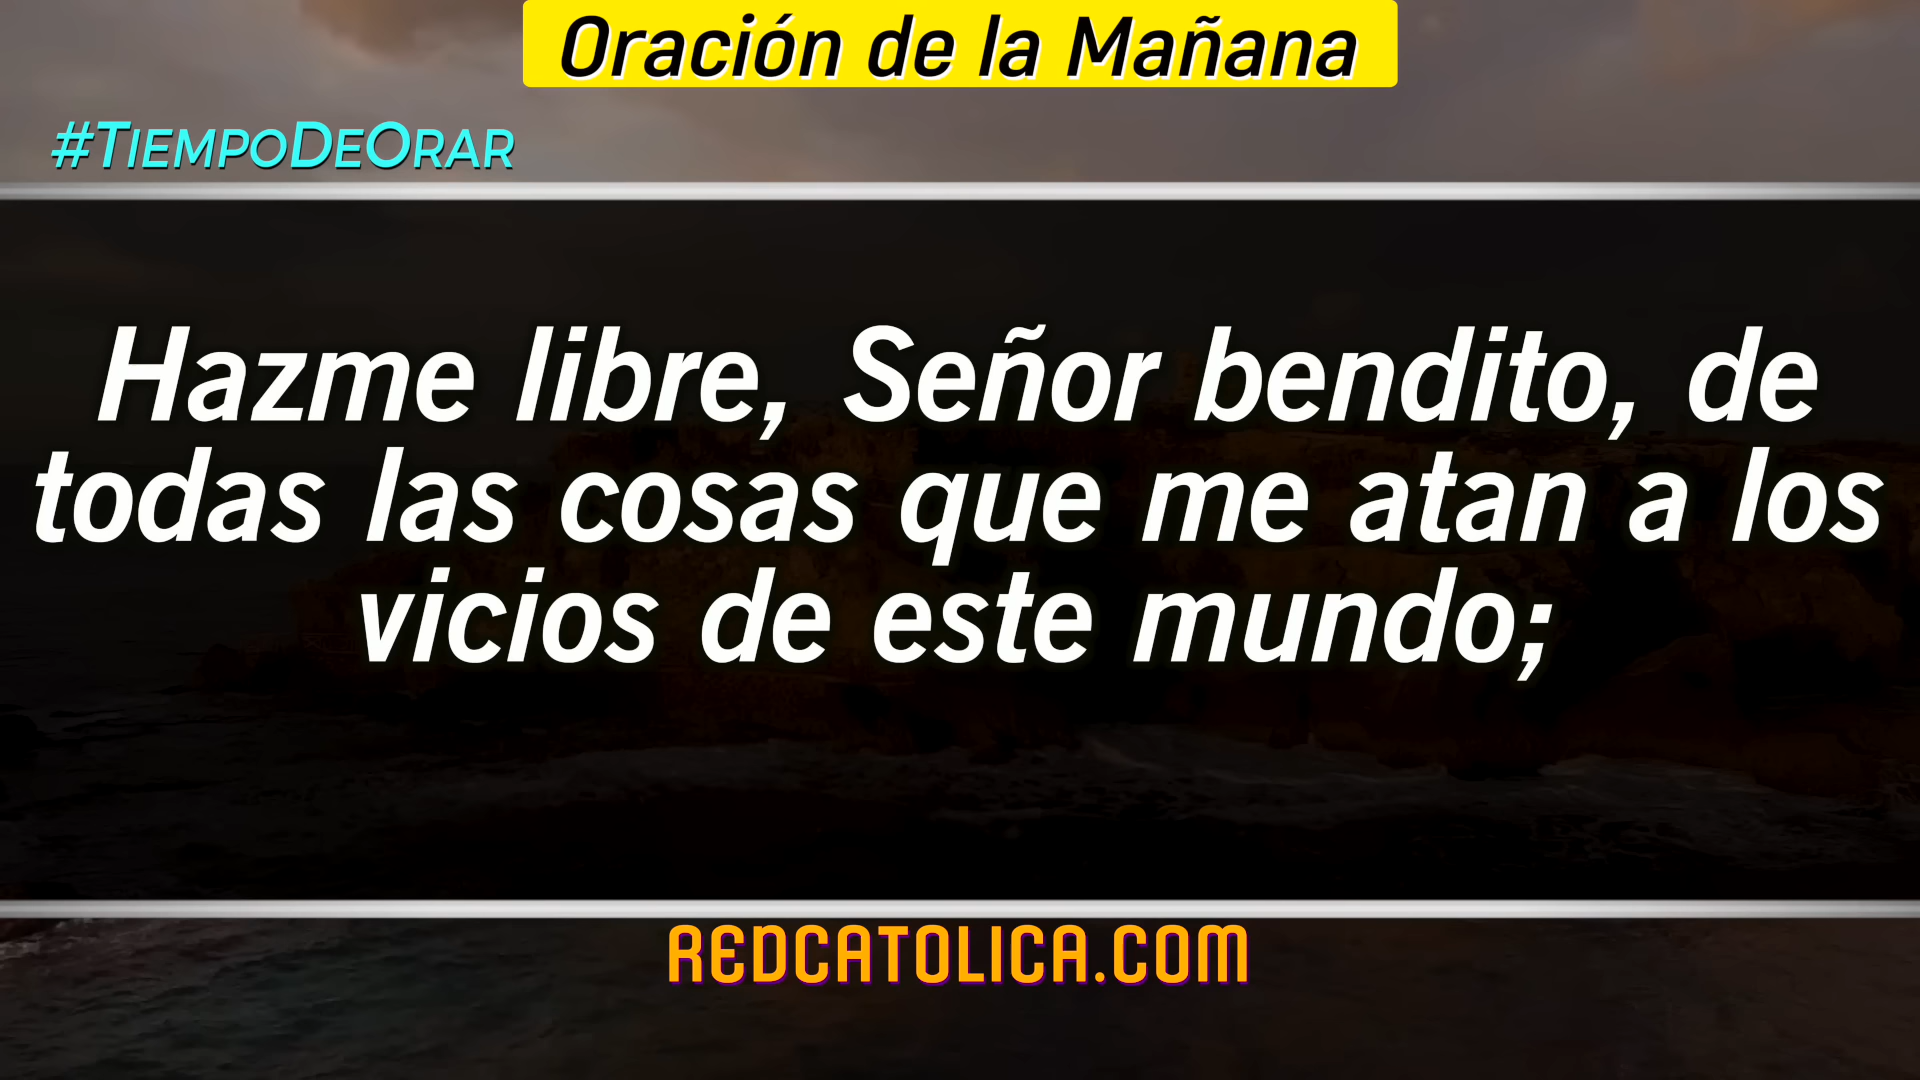 Oración de la Mañana
#TiempoDeOrar
Hazme libre, Señor bendito, de
todas las cosas que me atan a los
vicios de este mundo;
REDCATOLICA.COM